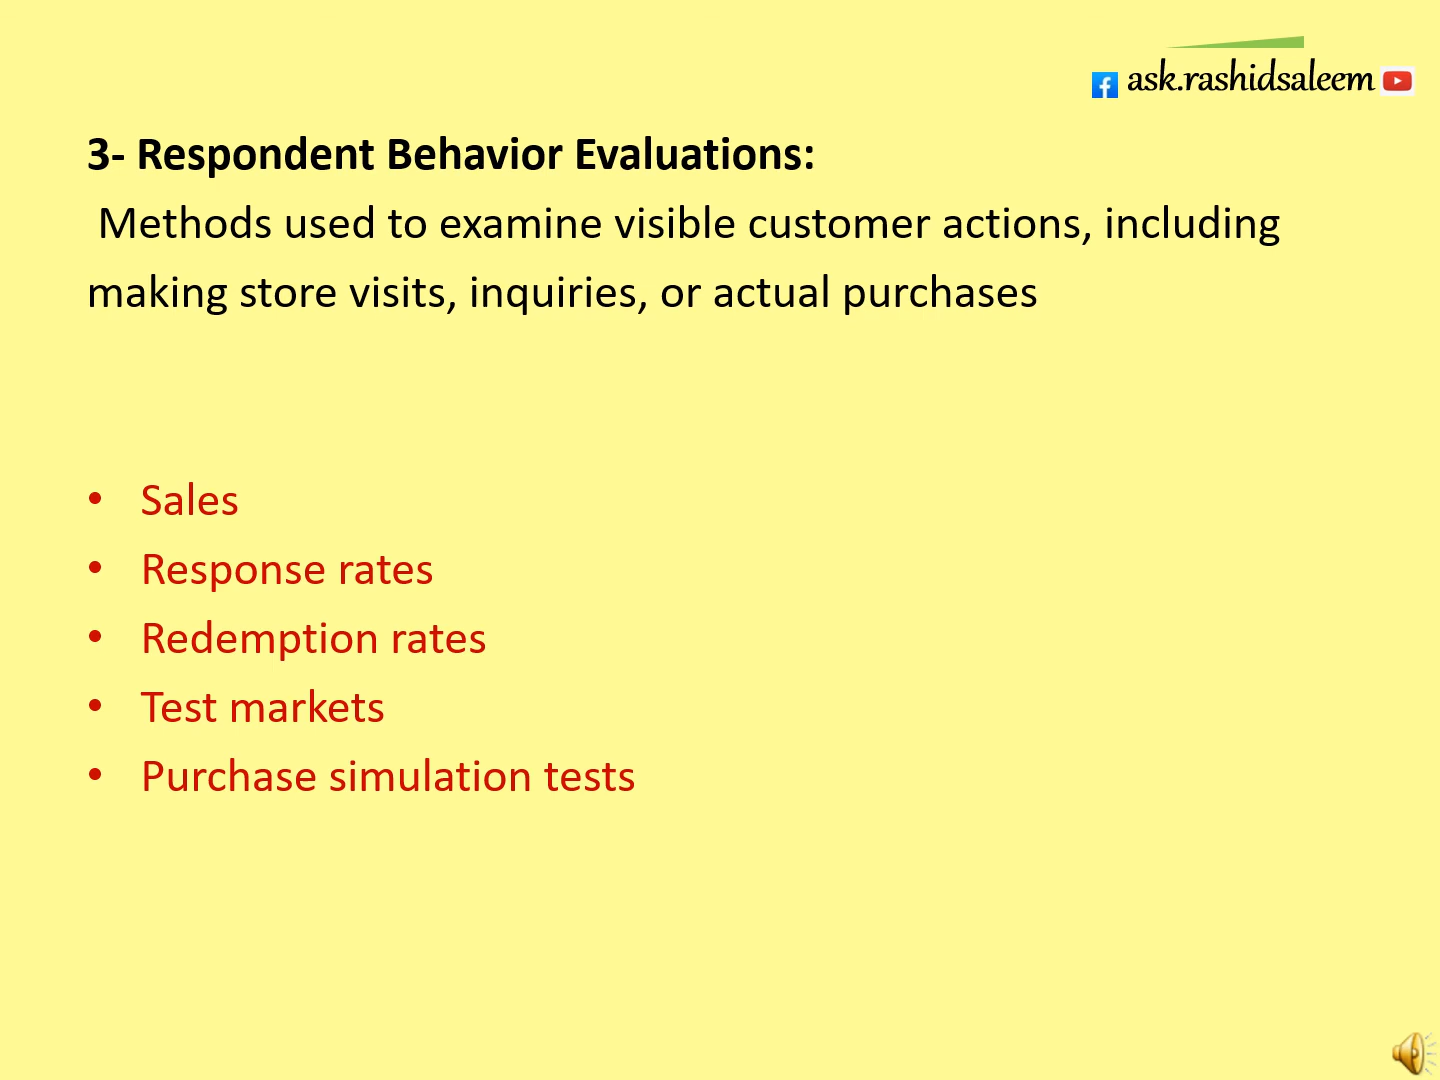 ask.rashidsaleem
3- Respondent Behavior Evaluations:
Methods used to examine visible customer actions, including
making store visits, inquiries, or actual purchases
• Sales
• Response rates
• Redemption rates
• Test markets
• Purchase simulation tests